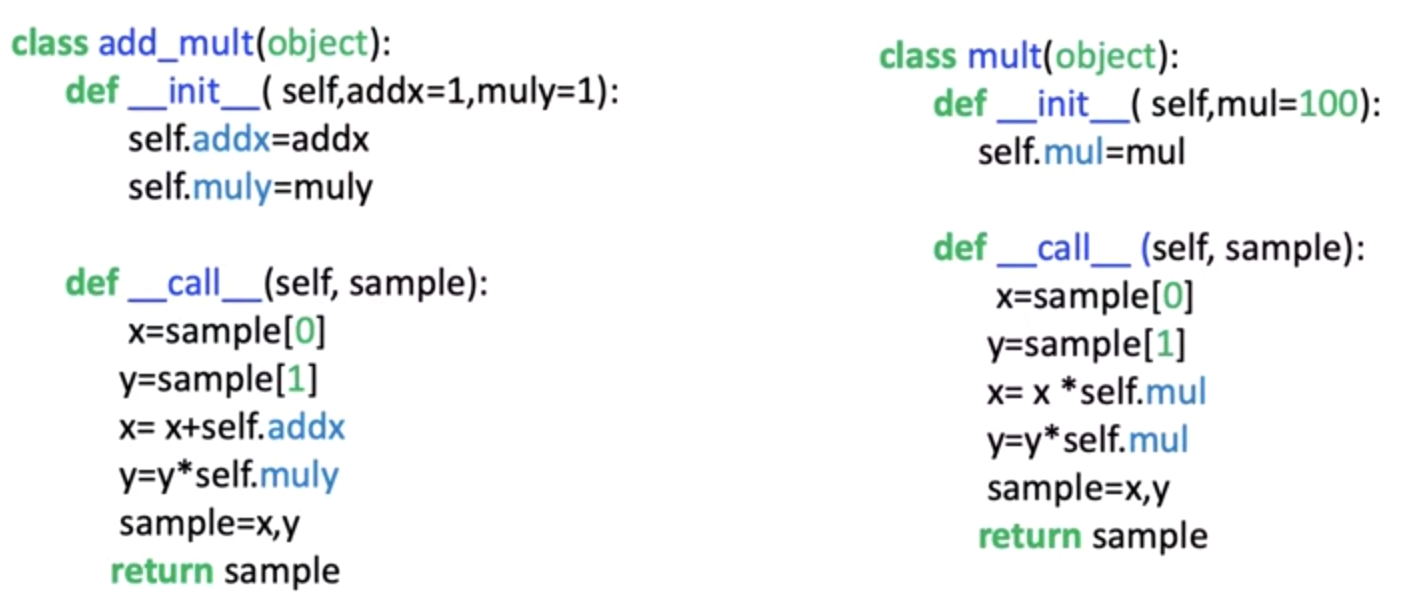 class add_mult(object):
def __init__( self,addx=1,muly=1):
self.addx=addx
self.muly=muly
def __call__(self, sample):
x=sample[0]
y=sample[1]
x= x+self.addx
y=y*self.muly
sample=x,y
return sample
class mult(object):
def __init__( self,mul=100):
self.mul=mul
def __call__ (self, sample):
x=sample[0]
y=sample[1]
x= x *self.mul
y=y*self.mul
sample=x,y
return sample